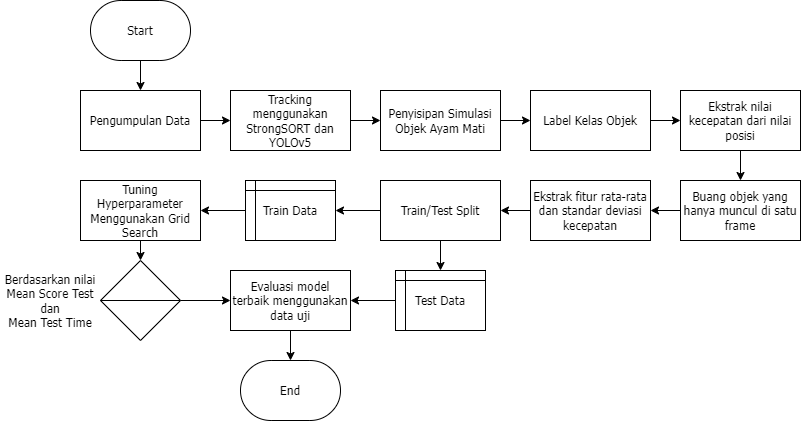 Start
Pengumpulan Data
Tracking
menggunakan
StrongSORT dan
YOLOv5
Penyisipan Simulasi
Objek Ayam Mati
Label Kelas Objek
Ekstrak nilai
kecepatan dari nilai
posisi
Buang objek yang
hanya muncul di satu
frame
Ekstrak fitur rata-rata
dan standar deviasi
kecepatan
Train/Test Split
Train Data
Tuning
Hyperparameter
Menggunakan Grid
Search
Berdasarkan nilai
Mean Score Test
dan
Mean Test Time
Evaluasi model
terbaik menggunakan
data uji
Test Data
End